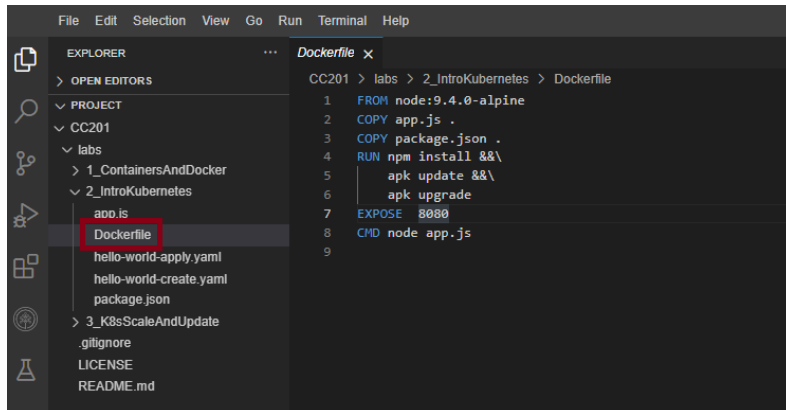 File Edit Selection View Go Run Terminal Help
EXPLORER ...
OPEN EDITORS
PROJECT
CC201
labs
1_ContainersAndDocker
2_IntroKubernetes
app.js
Dockerfile
hello-world-apply.yaml
hello-world-create.yaml
package.json
3_K8sScaleAndUpdate
.gitignore
LICENSE
README.md
Dockerfile ×
CC201 > labs > 2_IntroKubernetes > Dockerfile
1 FROM node:9.4.0-alpine
2 COPY app.js .
3 COPY package.json .
4 RUN npm install &&\
5 apk update &&\
6 apk upgrade
7 EXPOSE  8080
8 CMD node app.js
9